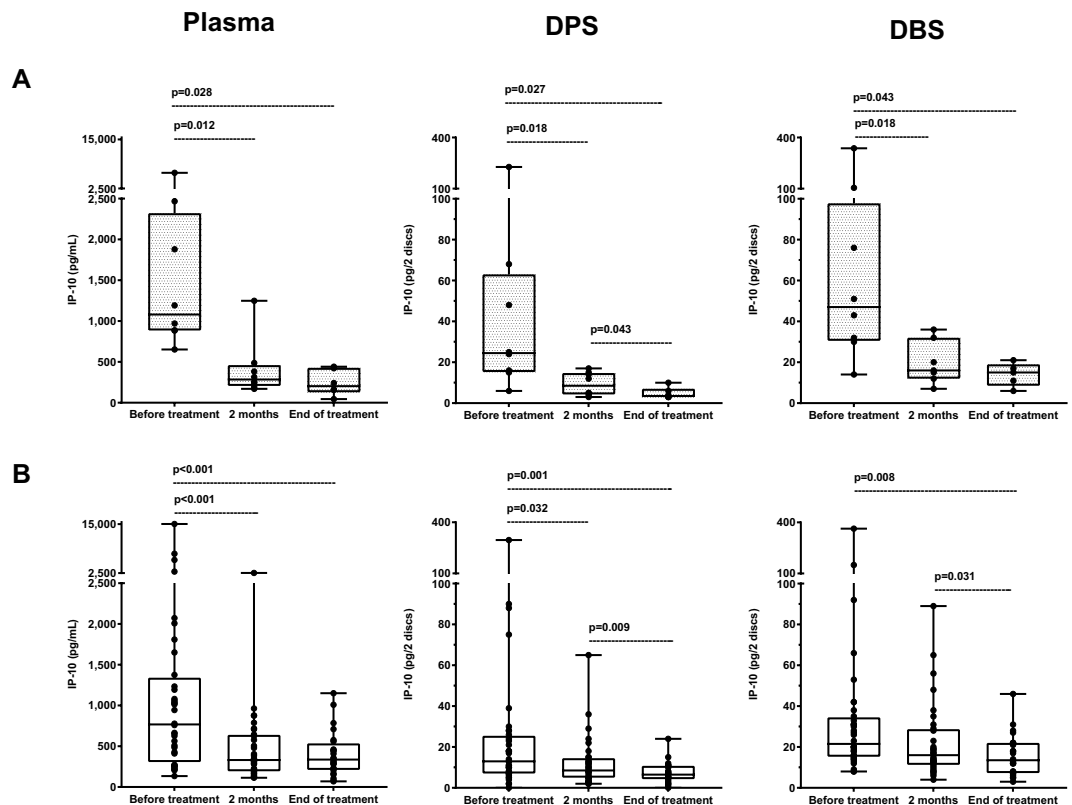 Plasma
DPS
DBS
A
p=0.028
p=0.012
15,000
2,500
2,500
2,000
1,500
1,000
500
0
IP-10 (pg/mL)
Before treatment 2 months End of treatment
p=0.027
p=0.018
p=0.043
400
100
100
80
60
40
20
0
IP-10 (pg/2 discs)
Before treatment 2 months End of treatment
p=0.043
p=0.018
400
100
100
80
60
40
20
0
IP-10 (pg/2 discs)
Before treatment 2 months End of treatment
B
p<0.001
p<0.001
15,000
2,500
2,500
2,000
1,500
1,000
500
0
IP-10 (pg/mL)
Before treatment 2 months End of treatment
p=0.001
p=0.032
p=0.009
400
100
100
80
60
40
20
0
IP-10 (pg/2 discs)
Before treatment 2 months End of treatment
p=0.008
p=0.031
400
100
100
80
60
40
20
0
IP-10 (pg/2 discs)
Before treatment 2 months End of treatment